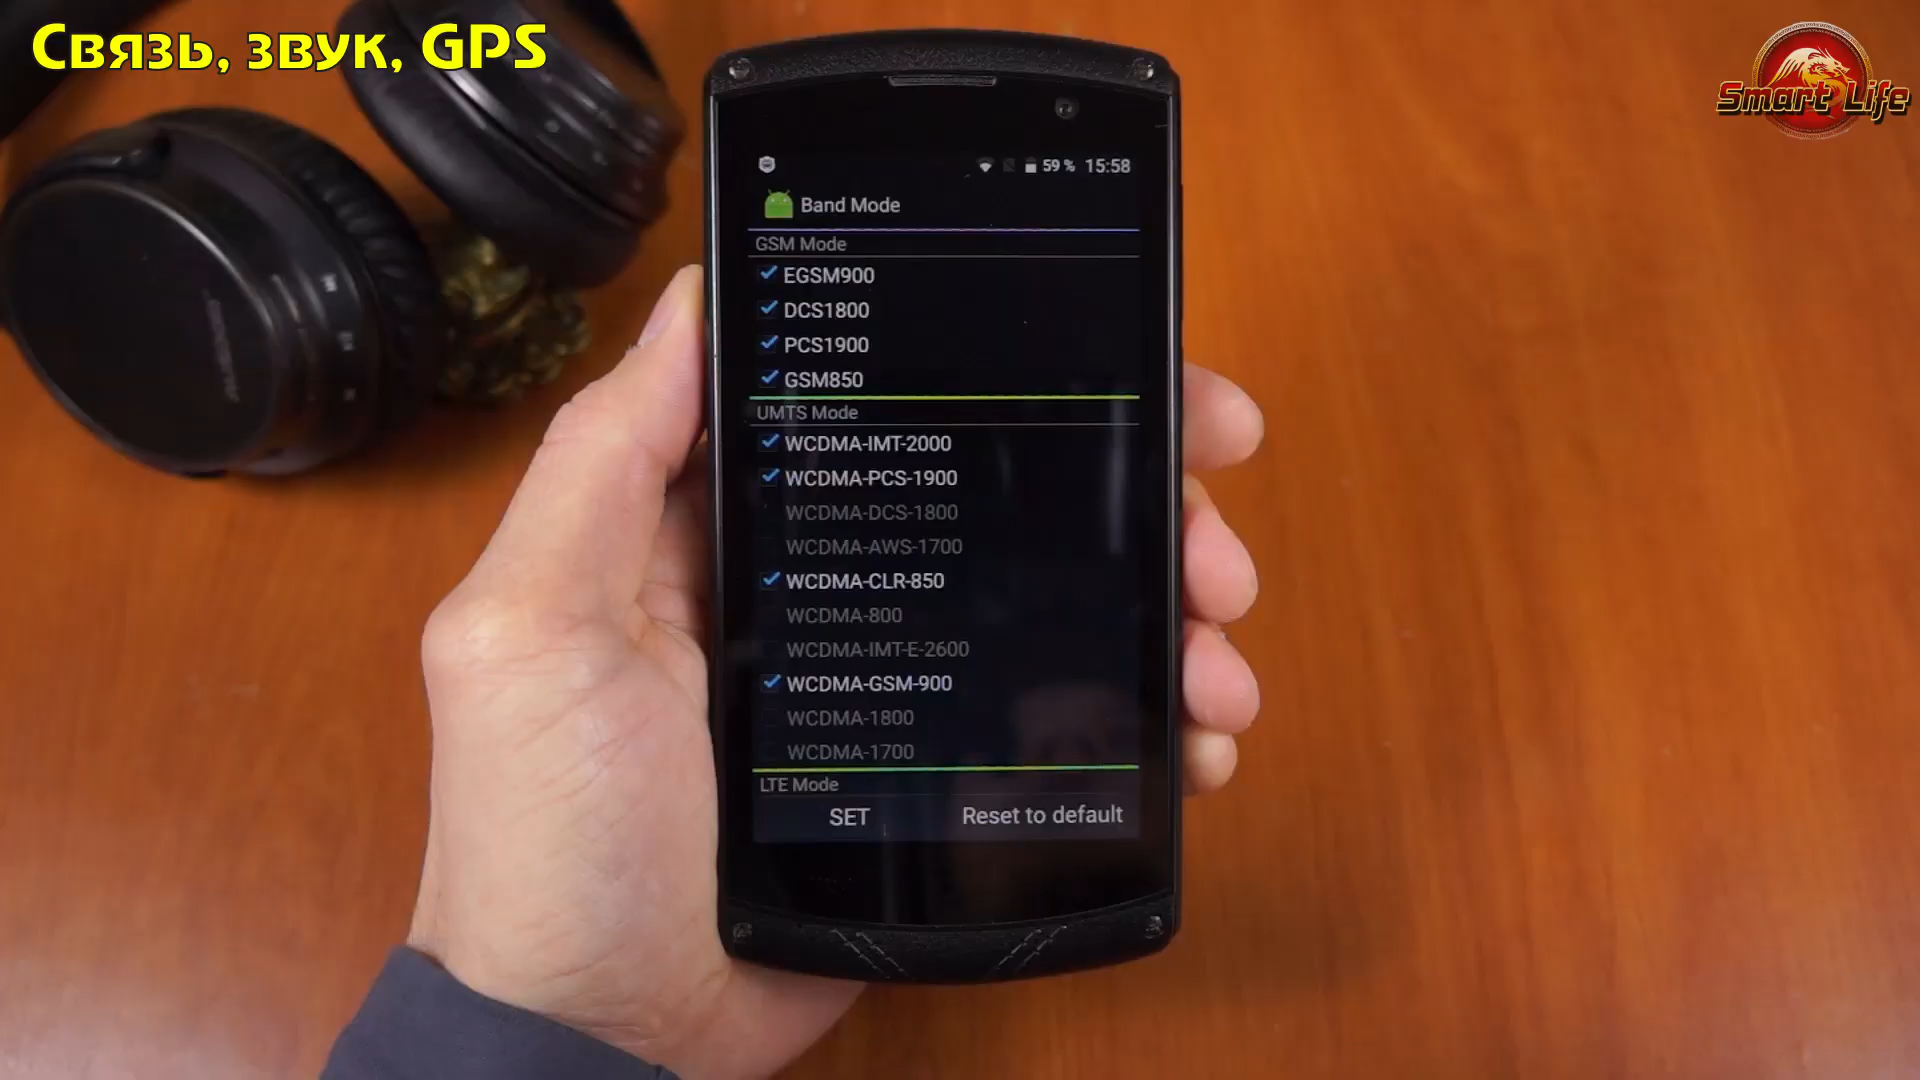 Связь, звук, GPS
Smart Life
59 % 15:58
Band Mode
GSM Mode
EGSM900
DCS1800
PCS1900
GSM850
UMTS Mode
WCDMA-IMT-2000
WCDMA-PCS-1900
WCDMA-DCS-1800
WCDMA-AWS-1700
WCDMA-CLR-850
WCDMA-800
WCDMA-IMT-E-2600
WCDMA-GSM-900
WCDMA-1800
WCDMA-1700
LTE Mode
SET Reset to default